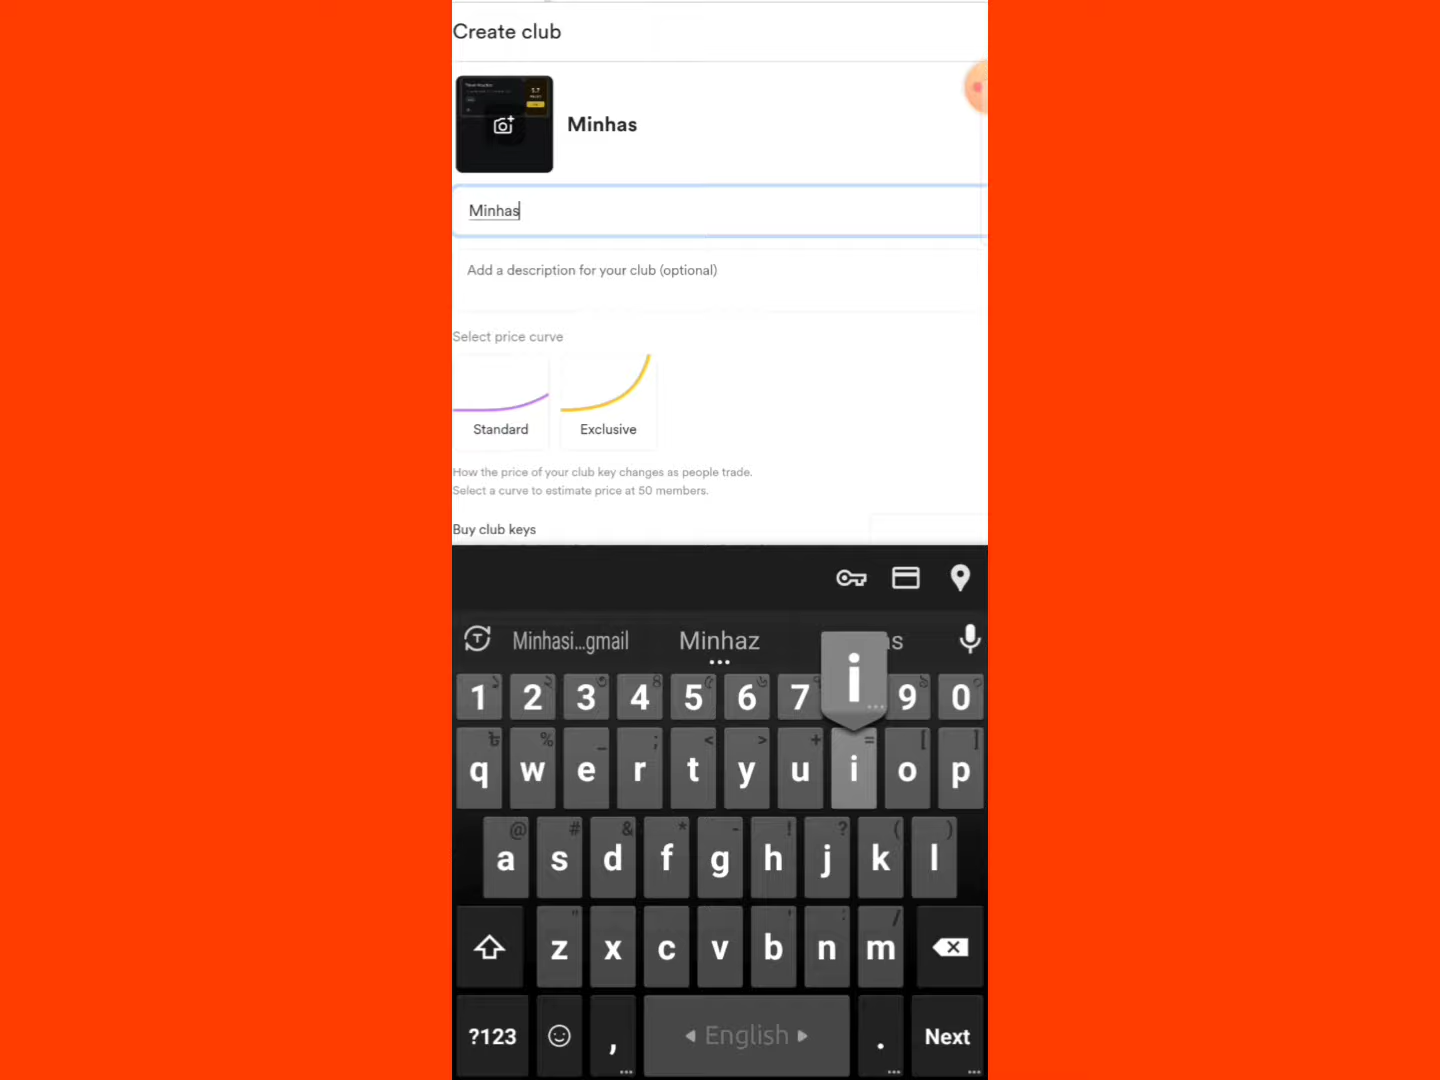 Create club
Minhas
Minhas
Add a description for your club (optional)
Select price curve
Standard
Exclusive
How the price of your club key changes as people trade.
Select a curve to estimate price at 50 members.
Buy club keys
Minhasi...gmail Minhaz
i
1 2 3 4 5 6 7 9 0
q w e r t y u i o p
a s d f g h j k l
z x c v b n m
?123 , English . Next